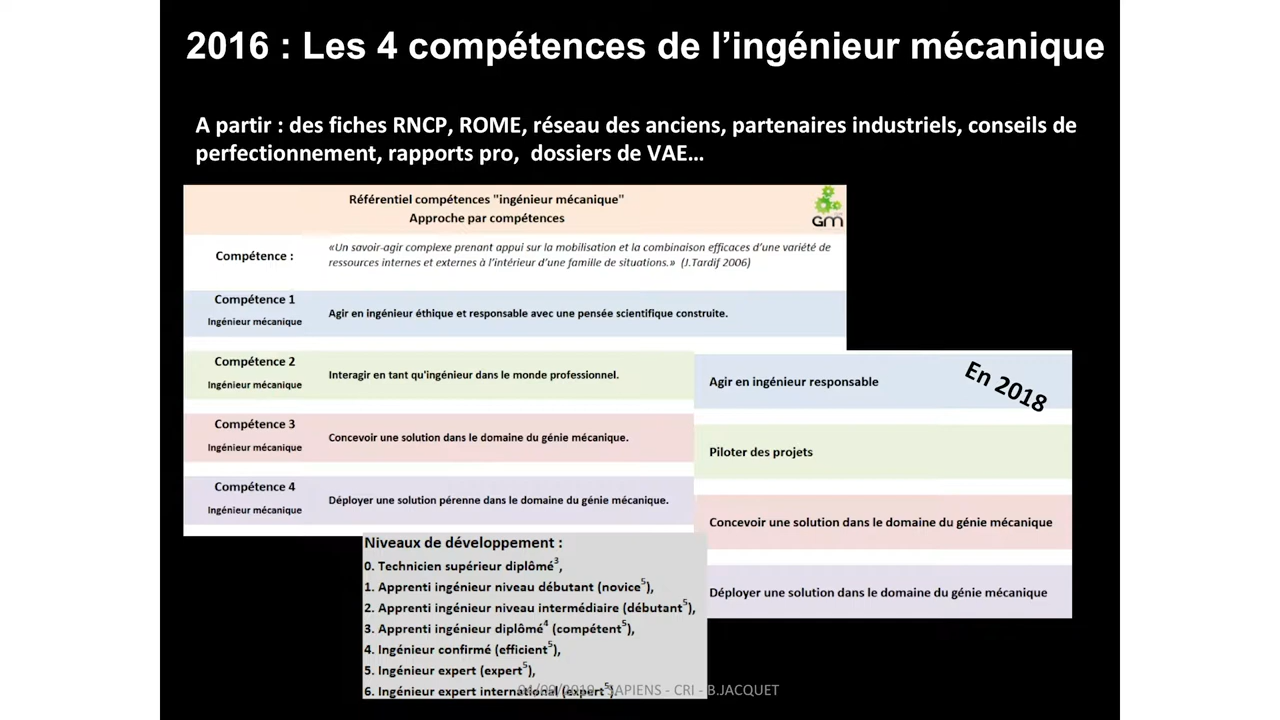 2016 : Les 4 compétences de l’ingénieur mécanique
A partir : des fiches RNCP, ROME, réseau des anciens, partenaires industriels, conseils de
perfectionnement, rapports pro, dossiers de VAE…
Référentiel compétences "ingénieur mécanique"
Approche par compétences
GM
Compétence :
«Un savoir-agir complexe prenant appui sur la mobilisation et la combinaison efficaces d’une variété de
ressources internes et externes à l’intérieur d’une famille de situations.» (J.Tardif 2006)
Compétence 1
Ingénieur mécanique
Agir en ingénieur éthique et responsable avec une pensée scientifique construite.
Compétence 2
Ingénieur mécanique
Interagir en tant qu'ingénieur dans le monde professionnel.
Compétence 3
Ingénieur mécanique
Concevoir une solution dans le domaine du génie mécanique.
Compétence 4
Ingénieur mécanique
Déployer une solution pérenne dans le domaine du génie mécanique.
En 2018
Agir en ingénieur responsable
Piloter des projets
Concevoir une solution dans le domaine du génie mécanique
Déployer une solution dans le domaine du génie mécanique
Niveaux de développement :
0. Technicien supérieur diplômé3,
1. Apprenti ingénieur niveau débutant (novice5),
2. Apprenti ingénieur niveau intermédiaire (débutant5),
3. Apprenti ingénieur diplômé4 (compétent5),
4. Ingénieur confirmé (efficient5),
5. Ingénieur expert (expert5),
6. Ingénieur expert international (expert5).
SAPIENS - CRI - B.JACQUET